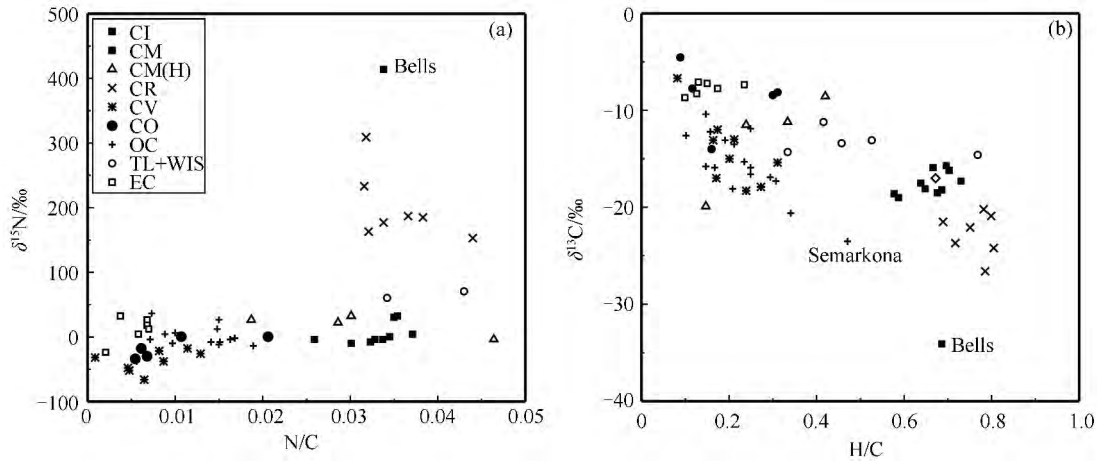 500
400
300
200
100
0
−100
δ¹⁵N/‰
CI
CM
CM(H)
CR
CV
CO
OC
TL+WIS
EC
(a)
Bells
0
0.01
0.02
0.03
0.04
0.05
N/C
−0
−10
−20
−30
−40
δ¹³C/‰
(b)
Semarkona
Bells
0
0.2
0.4
0.6
0.8
1.0
H/C